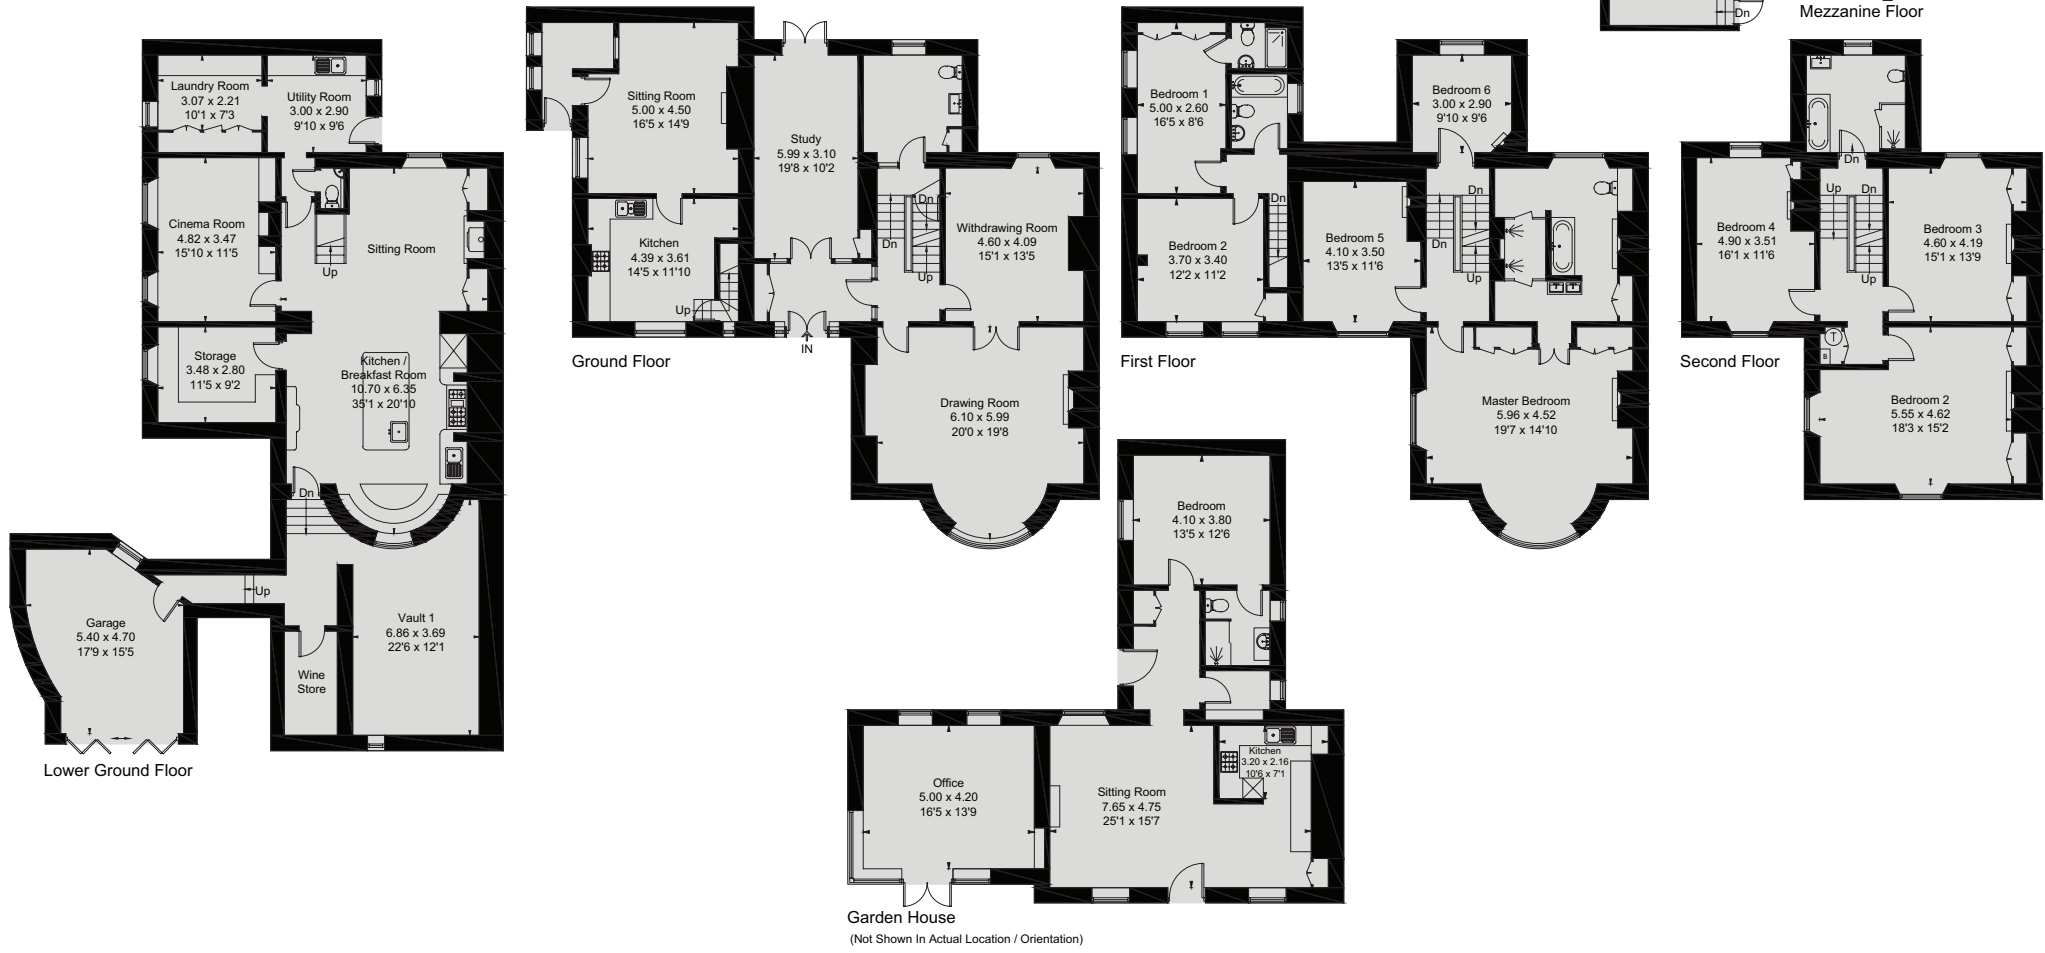 Dn
Mezzanine Floor
Laundry Room
3.07 x 2.21
10'1 x 7'3
Utility Room
3.00 x 2.90
9'10 x 9'6
Cinema Room
4.82 x 3.47
15'10 x 11'5
Sitting Room
Up
Storage
3.48 x 2.80
11'5 x 9'2
Kitchen /
Breakfast Room
10.70 x 6.35
35'1 x 20'10
Dn
Up
Garage
5.40 x 4.70
17'9 x 15'5
Vault 1
6.86 x 3.69
22'6 x 12'1
Wine
Store
Lower Ground Floor
Sitting Room
5.00 x 4.50
16'5 x 14'9
Study
5.99 x 3.10
19'8 x 10'2
Kitchen
4.39 x 3.61
14'5 x 11'10
Up
Dn
Dn
Up
Withdrawing Room
4.60 x 4.09
15'1 x 13'5
IN
Ground Floor
Drawing Room
6.10 x 5.99
20'0 x 19'8
Bedroom 1
5.00 x 2.60
16'5 x 8'6
Bedroom 6
3.00 x 2.90
9'10 x 9'6
Dn
Bedroom 2
3.70 x 3.40
12'2 x 11'2
Bedroom 5
4.10 x 3.50
13'5 x 11'6
Dn
Dn
Up
First Floor
Master Bedroom
5.96 x 4.52
19'7 x 14'10
Dn
Up
Dn
Bedroom 4
4.90 x 3.51
16'1 x 11'6
Bedroom 3
4.60 x 4.19
15'1 x 13'9
Up
T
B
Second Floor
Bedroom 2
5.55 x 4.62
18'3 x 15'2
Bedroom
4.10 x 3.80
13'5 x 12'6
Office
5.00 x 4.20
16'5 x 13'9
Sitting Room
7.65 x 4.75
25'1 x 15'7
Kitchen
3.20 x 2.16
10'6 x 7'1
Garden House
(Not Shown In Actual Location / Orientation)